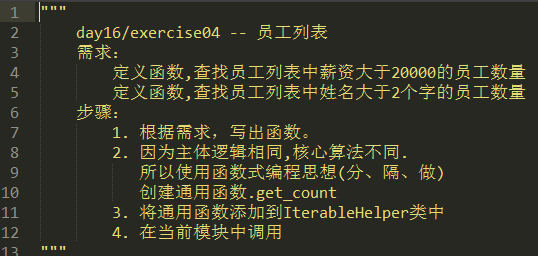 1 """
2 day16/exercise04 -- 员工列表
3 需求:
4 定义函数,查找员工列表中薪资大于20000的员工数量
5 定义函数,查找员工列表中姓名大于2个字的员工数量
6 步骤:
7 1. 根据需求，写出函数。
8 2. 因为主体逻辑相同,核心算法不同.
9 所以使用函数式编程思想(分、隔、做)
10 创建通用函数.get_count
11 3. 将通用函数添加到IterableHelper类中
12 4. 在当前模块中调用
13 """